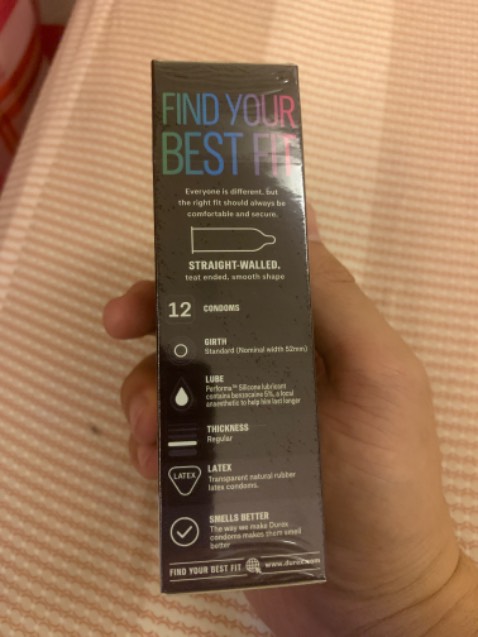 FIND YOUR
BEST FIT
Everyone is different, but
the right fit should always be
comfortable and secure.
STRAIGHT-WALLED,
teat ended, smooth shape
12 CONDOMS
GIRTH
Standard (Nominal width 52mm)
LUBE
Performa™ Silicone lubricant
contains benzocaine 5%, a local
anaesthetic to help him last longer
THICKNESS
Regular
LATEX
LATEX
Transparent natural rubber
latex condoms.
SMELLS BETTER
The way we make Durex
condoms makes them smell
better
FIND YOUR BEST FIT www.durex.com